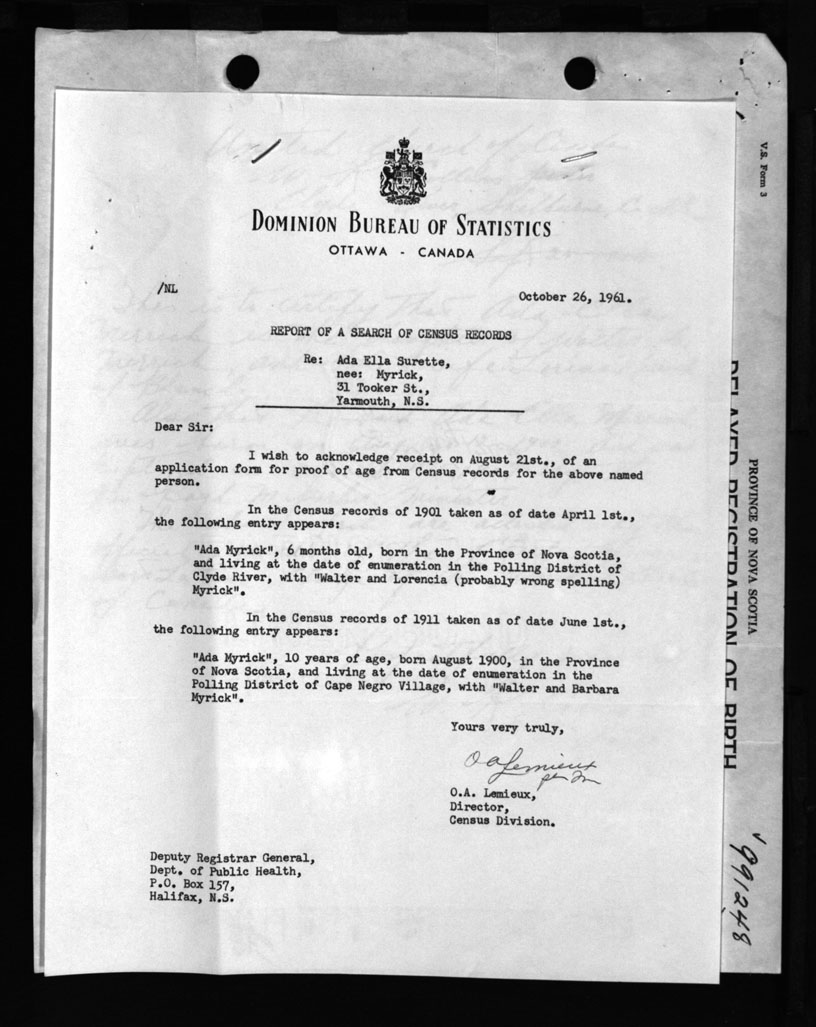 DOMINION BUREAU OF STATISTICS
OTTAWA - CANADA
/NL
October 26, 1961.
REPORT OF A SEARCH OF CENSUS RECORDS
Re: Ada Ella Surette,
nee: Myrick,
31 Tooker St.,
Yarmouth, N.S.
Dear Sir:
I wish to acknowledge receipt on August 21st., of an
application form for proof of age from Census records for the above named
person.
In the Census records of 1901 taken as of date April 1st.,
the following entry appears:
"Ada Myrick", 6 months old, born in the Province of Nova Scotia,
and living at the date of enumeration in the Polling District of
Clyde River, with "Walter and Lorencia (probably wrong spelling)
Myrick".
In the Census records of 1911 taken as of date June 1st.,
the following entry appears:
"Ada Myrick", 10 years of age, born August 1900, in the Province
of Nova Scotia, and living at the date of enumeration in the
Polling District of Cape Negro Village, with "Walter and Barbara
Myrick".
Yours very truly,
O A Lemieux
O.A. Lemieux,
Director,
Census Division.
Deputy Registrar General,
Dept. of Public Health,
P.O. Box 157,
Halifax, N.S.
V.S. Form 3
PROVINCE OF NOVA SCOTIA
DELAYED REGISTRATION OF BIRTH
991248